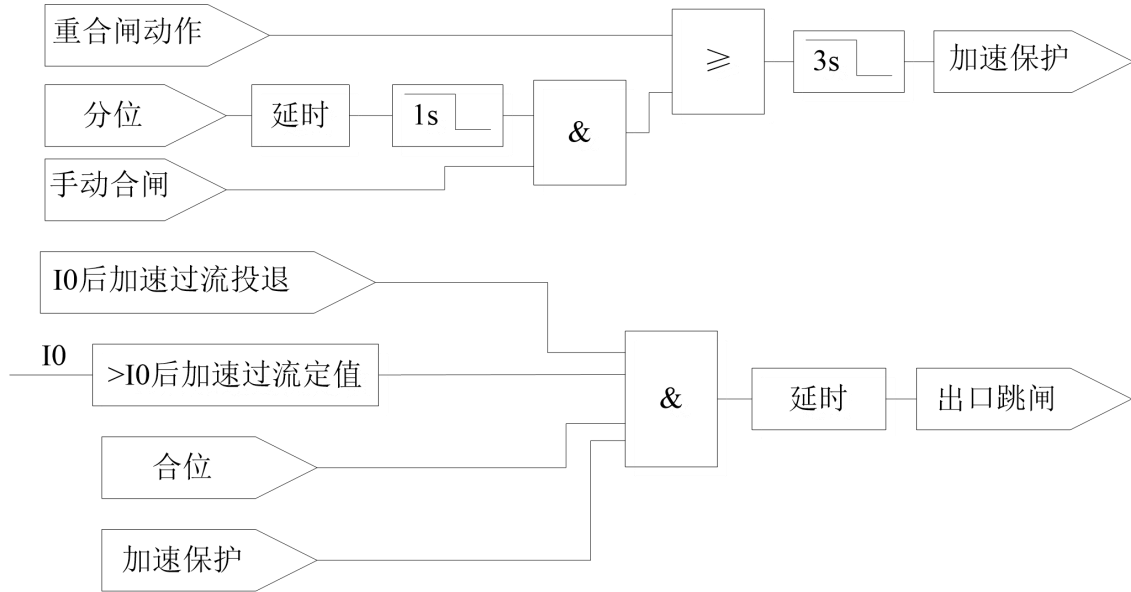 重合闸动作
≥
3s
加速保护
分位
延时
1s
&
手动合闸
I0后加速过流投退
I0
>I0后加速过流定值
&
延时
出口跳闸
合位
加速保护